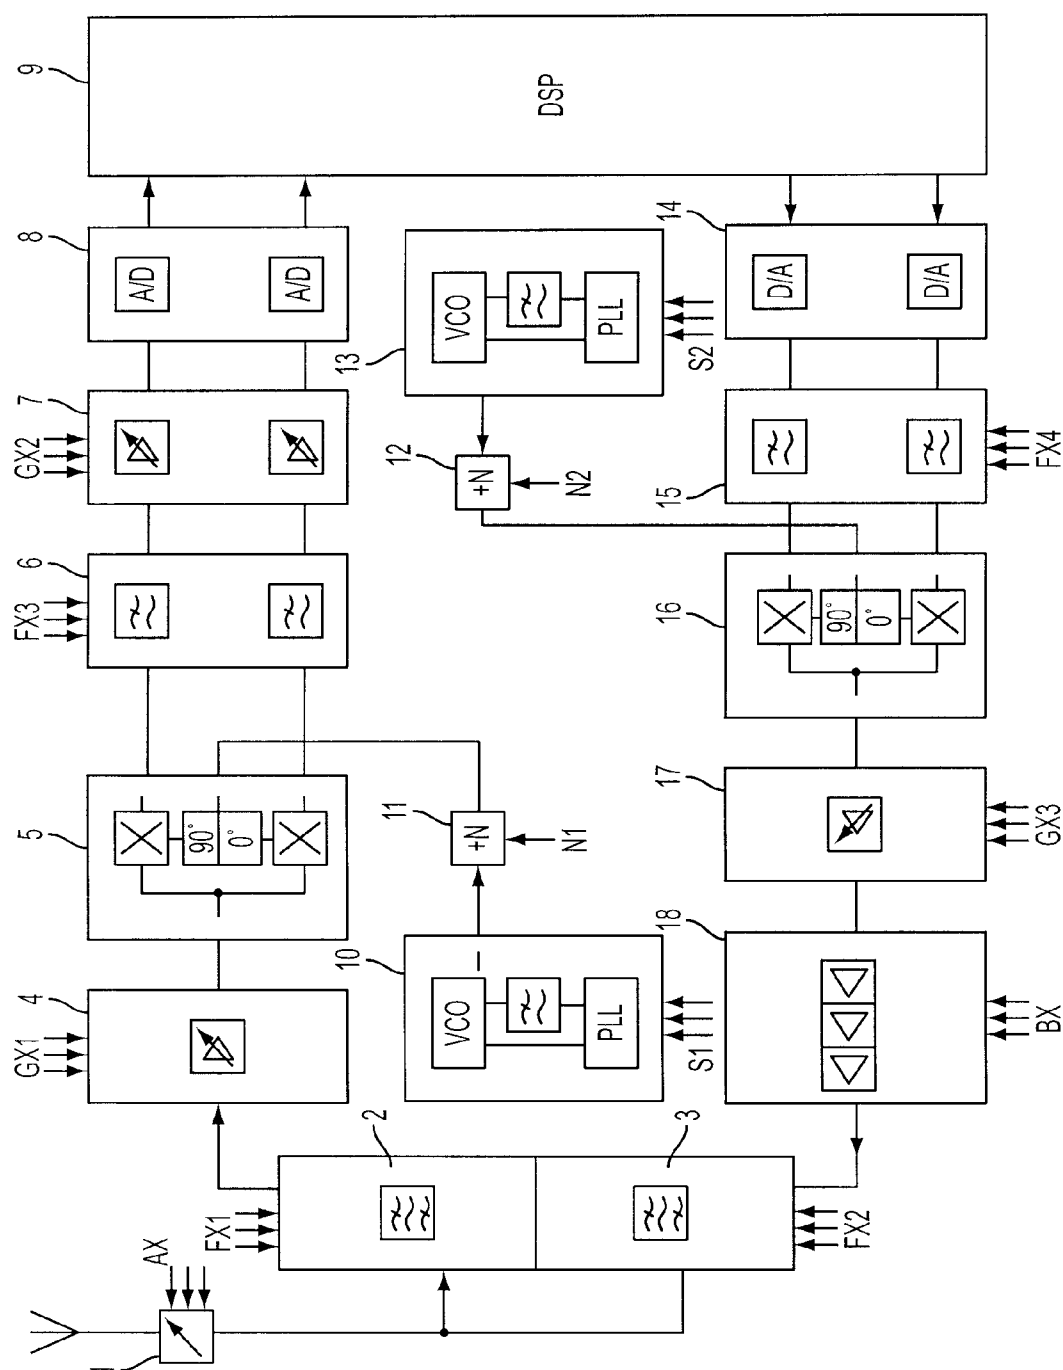 AX
FX1
GX1
4
5
FX3
6
GX2
7
8
9
90°
0°
A/D
A/D
2
3
FX2
10
VCO
PLL
S1
11
+N
N1
12
+N
N2
13
VCO
PLL
S2
DSP
18
BX
17
GX3
16
90°
0°
15
FX4
14
D/A
D/A